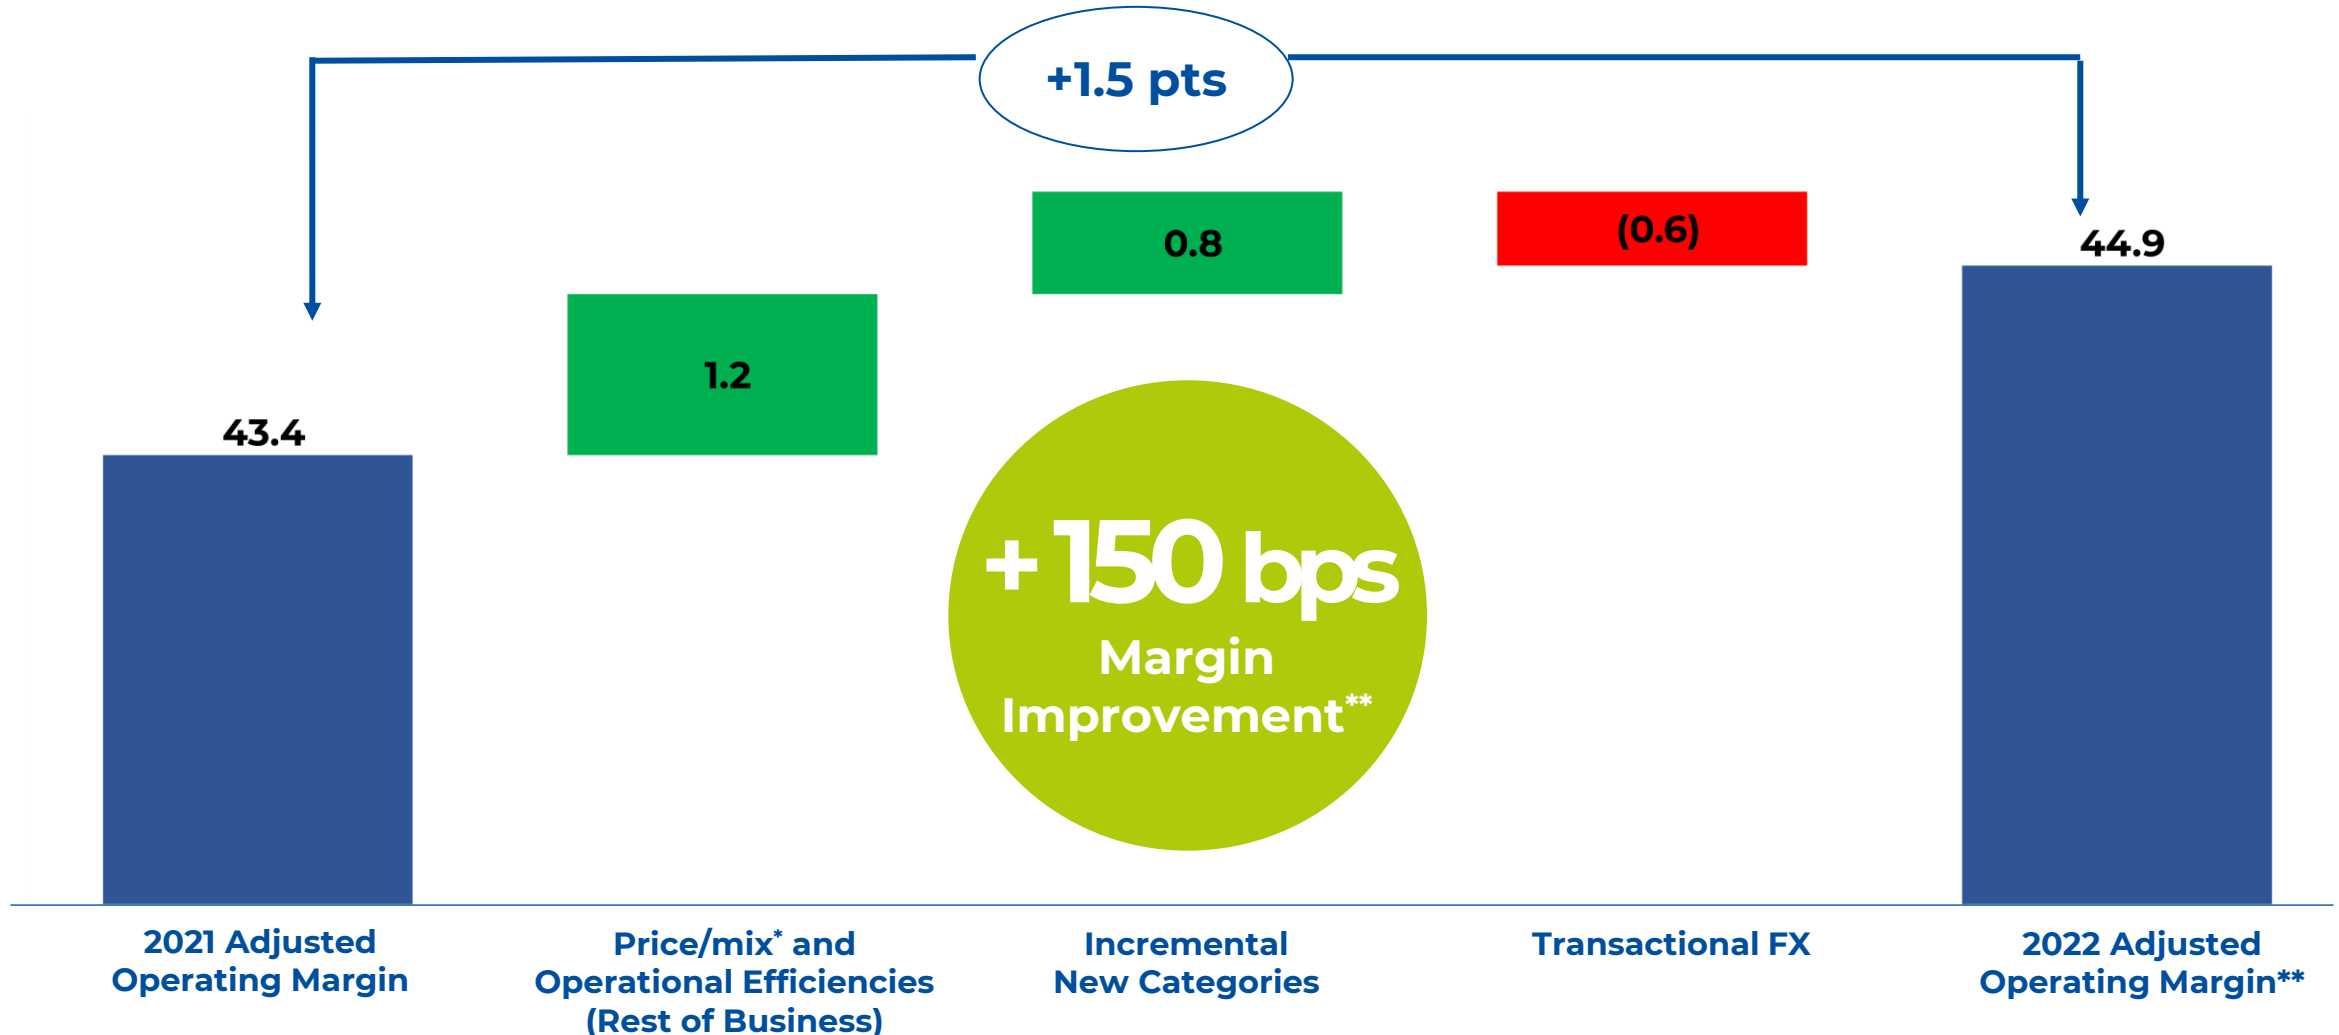 +1.5 pts
43.4
1.2
0.8
(0.6)
44.9
+ 150 bps
Margin
Improvement**
2021 Adjusted
Operating Margin
Price/mix* and
Operational Efficiencies
(Rest of Business)
Incremental
New Categories
Transactional FX
2022 Adjusted
Operating Margin**